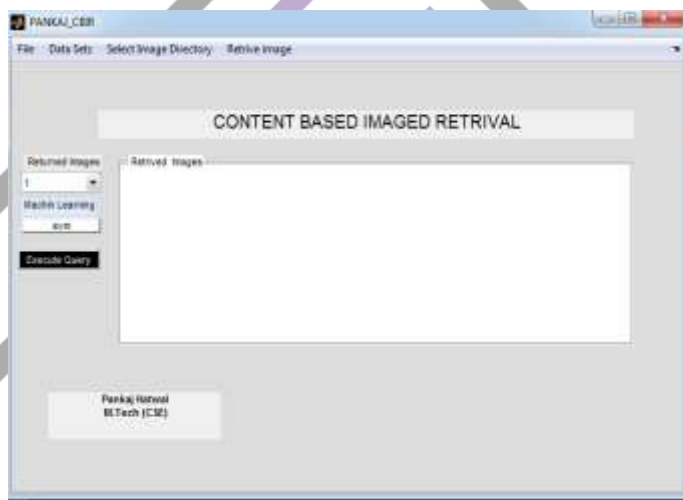 PANKAJ_CBIR
File Data Sets Select Image Directory Retrive image
CONTENT BASED IMAGED RETRIVAL
Returned Images
Retrived Images
1
Machin Learning
svm
Execute Query
Pankaj
M.Tech (CSE)